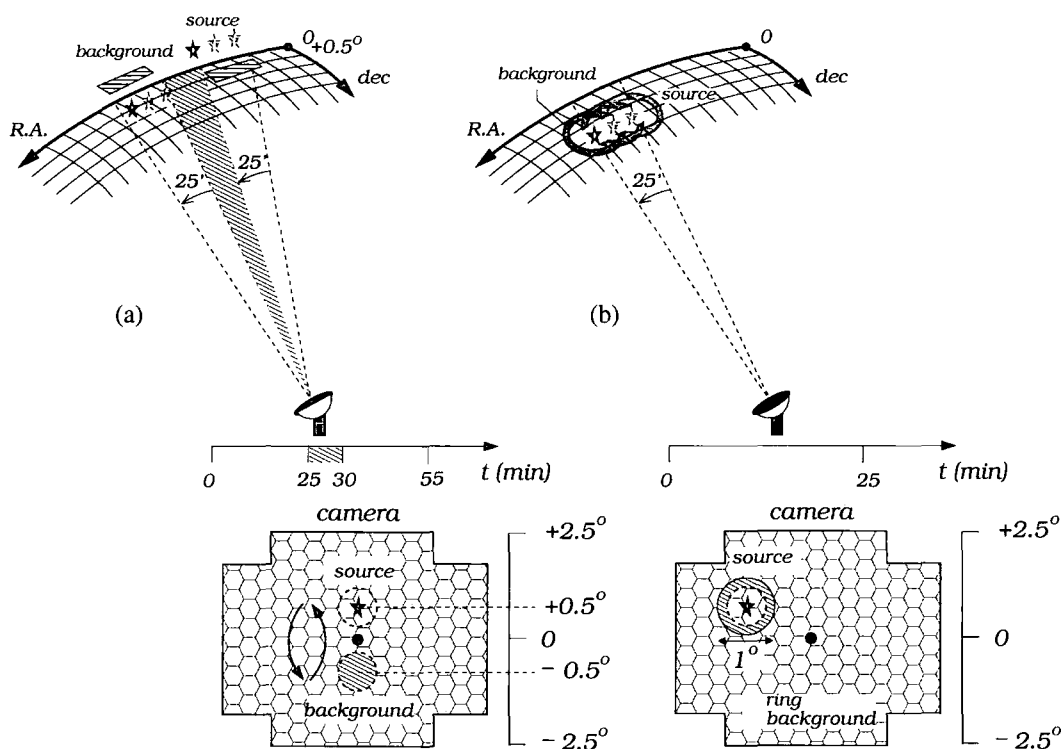 source
0
+0.5°
background
dec
R.A.
25'
25'
(a)
0
25
30
55
t (min)
camera
+2.5°
source
+0.5°
0
- 0.5°
background
- 2.5°
0
background
dec
source
R.A.
25'
(b)
0
25
t (min)
camera
+2.5°
source
+0.5°
0
1°
ring
background
-2.5°